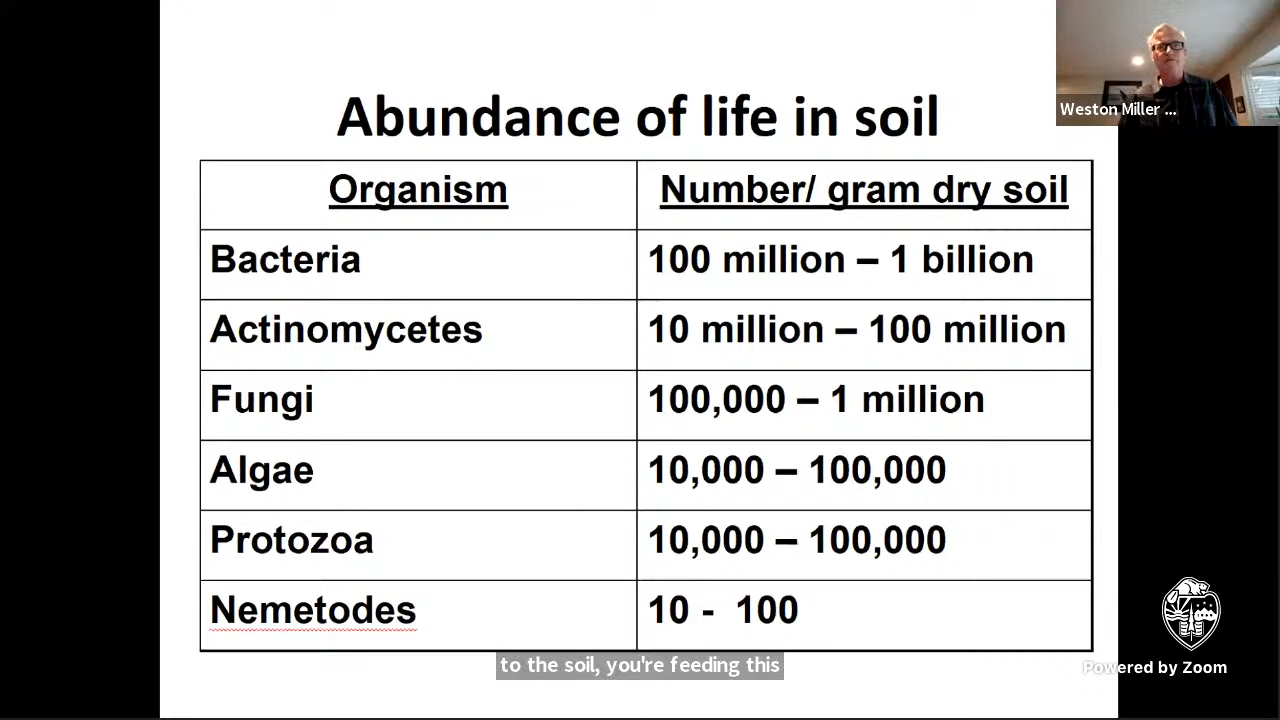 Weston Miller ...
Abundance of life in soil
Organism Number/ gram dry soil
Bacteria 100 million – 1 billion
Actinomycetes 10 million – 100 million
Fungi 100,000 – 1 million
Algae 10,000 – 100,000
Protozoa 10,000 – 100,000
Nemetodes 10 - 100
to the soil, you're feeding this
Powered by Zoom